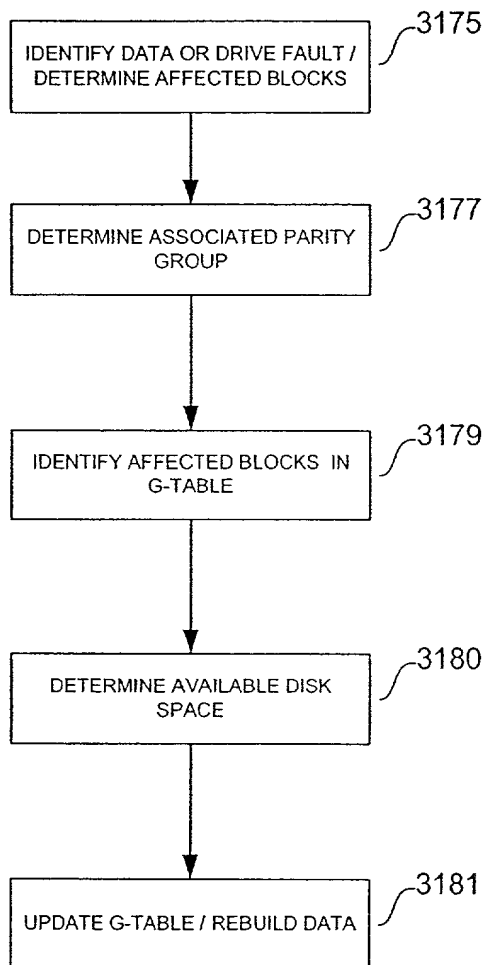 3175
IDENTIFY DATA OR DRIVE FAULT /
DETERMINE AFFECTED BLOCKS
3177
DETERMINE ASSOCIATED PARITY
GROUP
3179
IDENTIFY AFFECTED BLOCKS IN
G-TABLE
3180
DETERMINE AVAILABLE DISK
SPACE
3181
UPDATE G-TABLE / REBUILD DATA